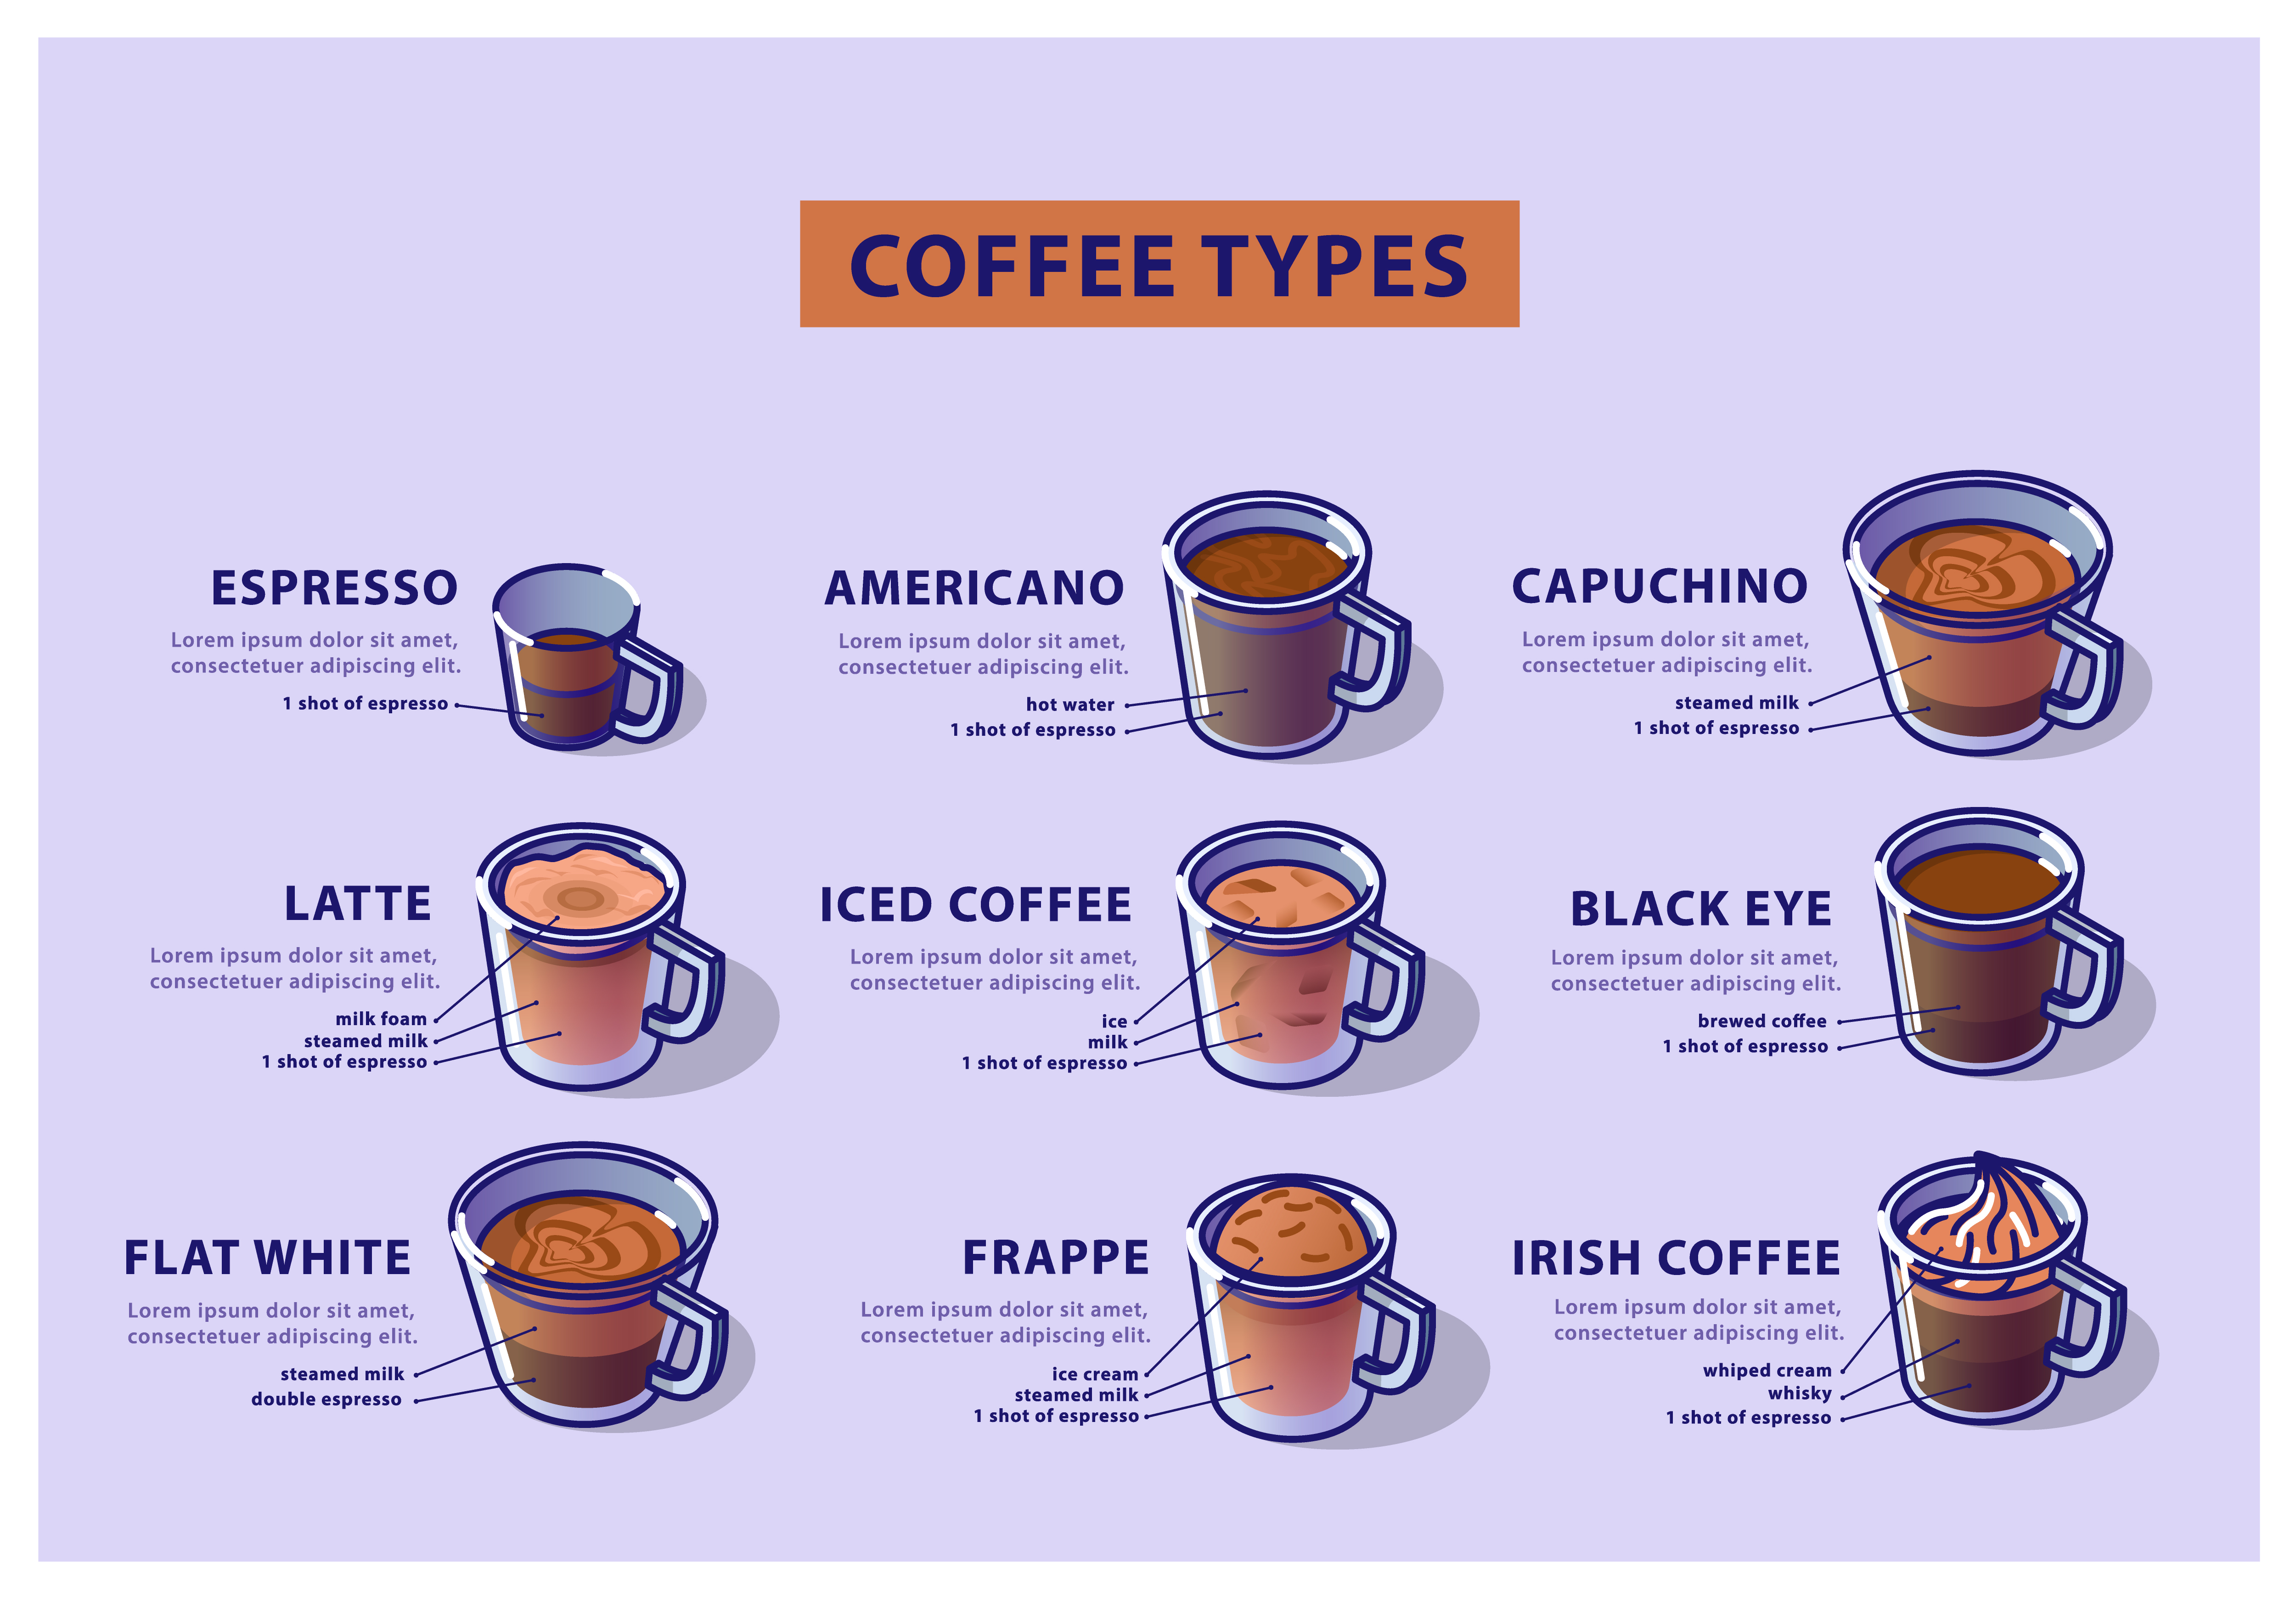 COFFEE TYPES
ESPRESSO
Lorem ipsum dolor sit amet,
consectetuer adipiscing elit.
1 shot of espresso
AMERICANO
Lorem ipsum dolor sit amet,
consectetuer adipiscing elit.
hot water
1 shot of espresso
CAPUCHINO
Lorem ipsum dolor sit amet,
consectetuer adipiscing elit.
steamed milk
1 shot of espresso
LATTE
Lorem ipsum dolor sit amet,
consectetuer adipiscing elit.
milk foam
steamed milk
1 shot of espresso
ICED COFFEE
Lorem ipsum dolor sit amet,
consectetuer adipiscing elit.
ice
milk
1 shot of espresso
BLACK EYE
Lorem ipsum dolor sit amet,
consectetuer adipiscing elit.
brewed coffee
1 shot of espresso
FLAT WHITE
Lorem ipsum dolor sit amet,
consectetuer adipiscing elit.
steamed milk
double espresso
FRAPPE
Lorem ipsum dolor sit amet,
consectetuer adipiscing elit.
ice cream
steamed milk
1 shot of espresso
IRISH COFFEE
Lorem ipsum dolor sit amet,
consectetuer adipiscing elit.
whiped cream
whisky
1 shot of espresso